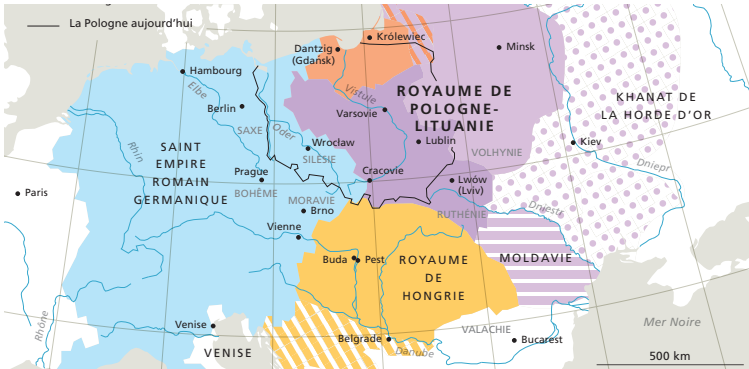 La Pologne aujourd'hui
Królewiec
Dantzig
(Gdańsk)
Minsk
Hambourg
Elbe
Vistule
ROYAUME DE
POLOGNE-
LITUANIE
KHANAT DE
LA HORDE D'OR
Berlin
Varsovie
SAXE
Oder
Rhin
Wrocław
Lublin
Kiev
SAINT
EMPIRE
ROMAIN
GERMANIQUE
SILÉSIE
VOLHYNIE
Dniepr
Prague
Cracovie
Lwów
(Lviv)
Paris
BOHÊME
MORAVIE
Brno
RUTHÉNIE
Dniestr
Vienne
Buda
Pest
ROYAUME
DE
HONGRIE
MOLDAVIE
Rhône
Venise
VENISE
Belgrade
Danube
VALACHIE
Bucarest
Mer Noire
500 km